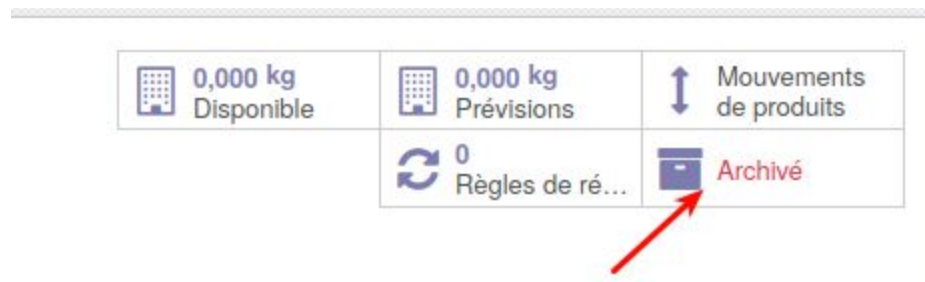 0,000 kg
Disponible
0,000 kg
Prévisions
Mouvements
de produits
0
Règles de ré...
Archivé